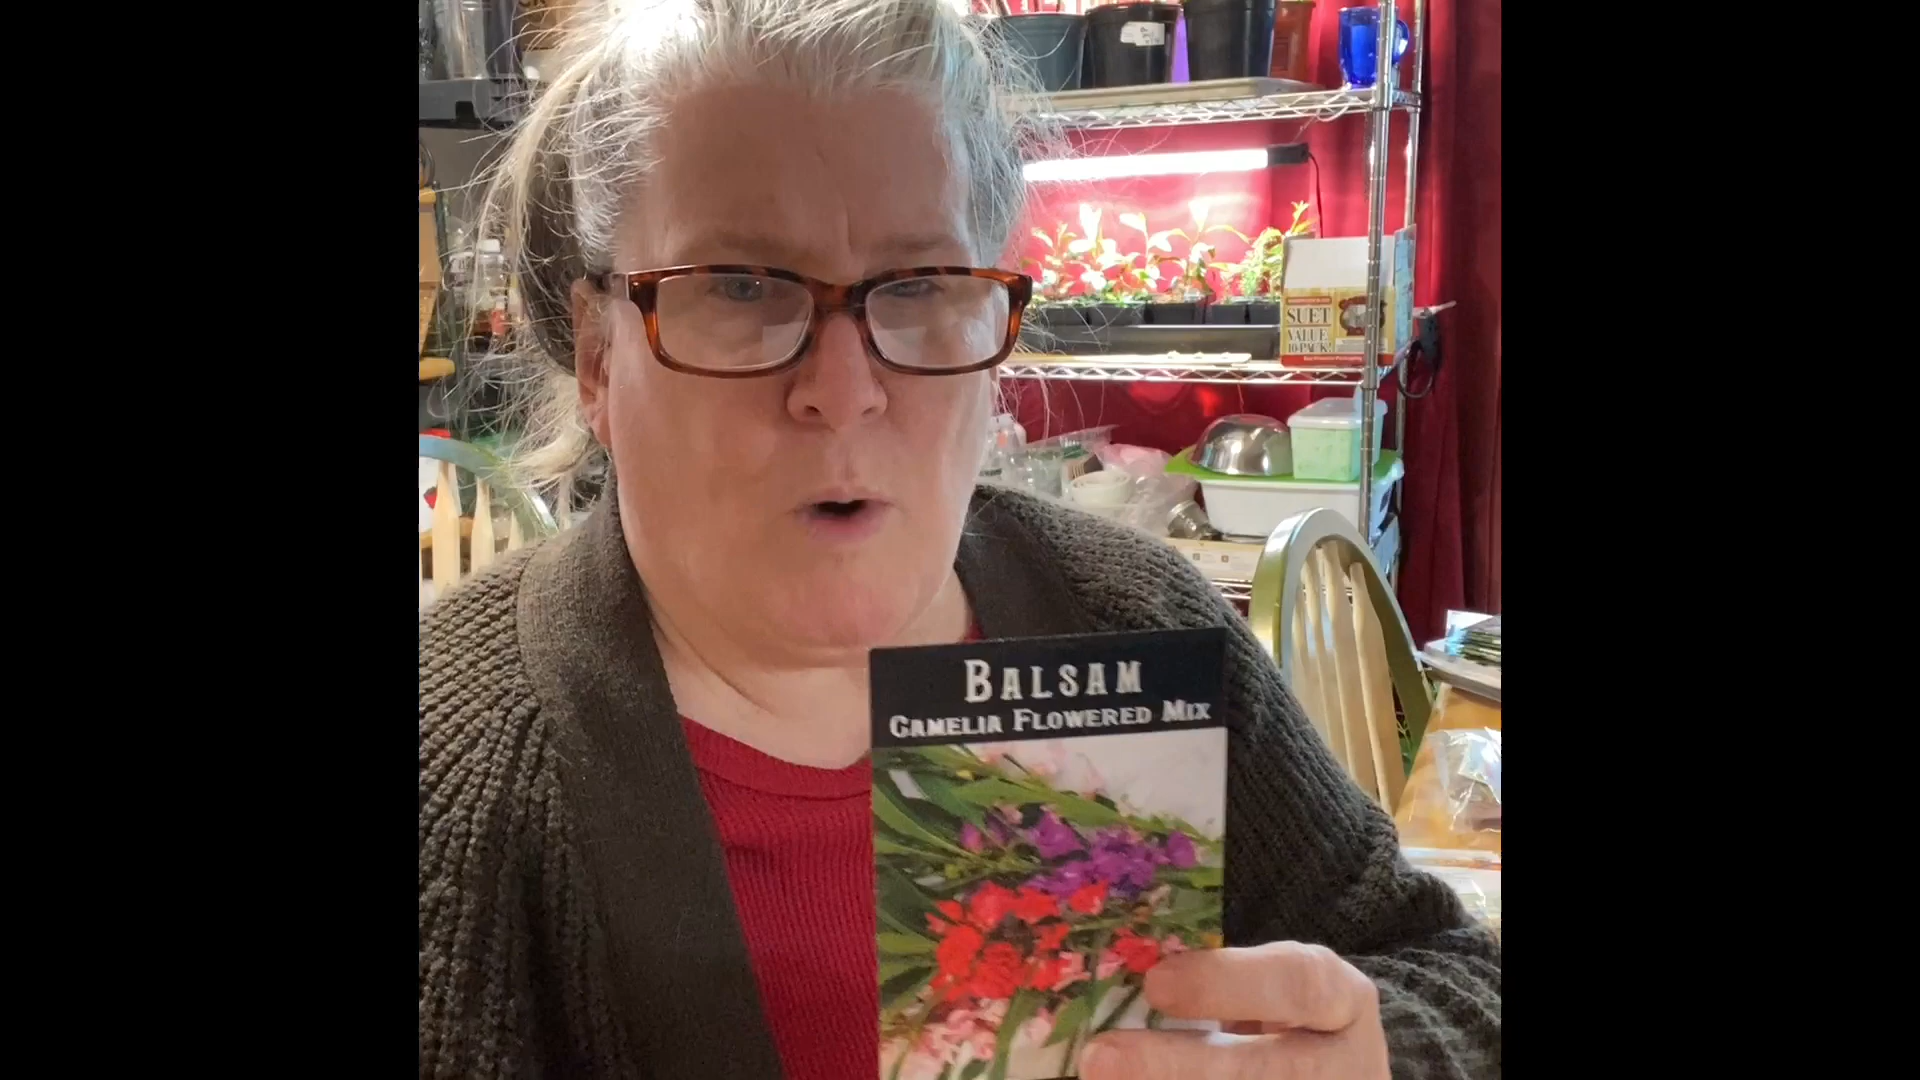 BALSAM
CAMELIA FLOWERED MIX
SUET
VALUE
10-PACK!